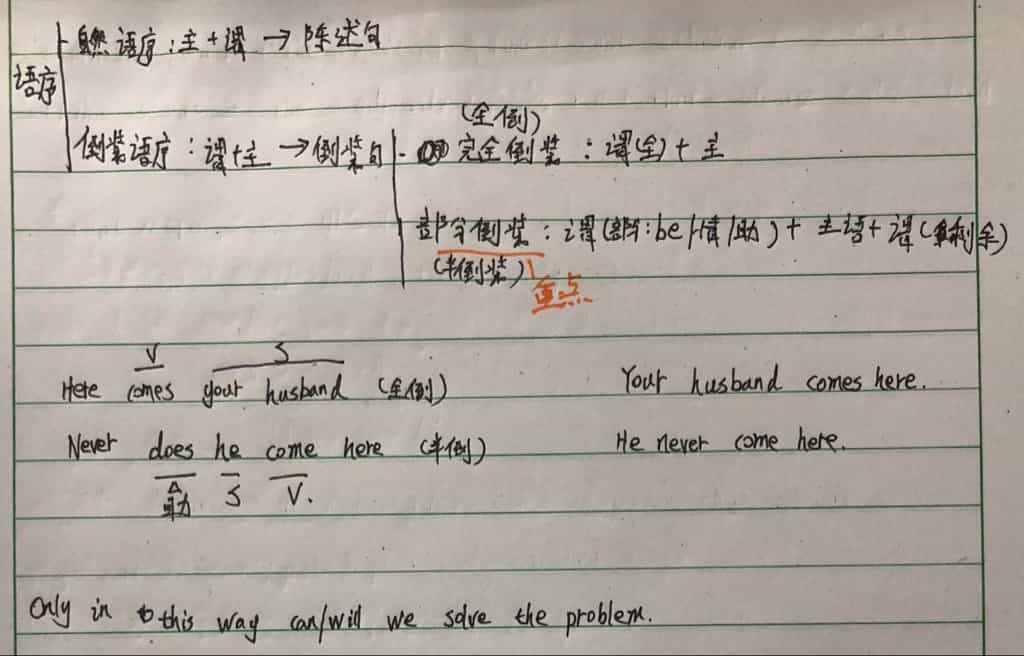 自然语序：主+谓 → 陈述句
语序
(全倒)
倒装语序：谓+主 → 倒装句 完全倒装：谓(全)+主
部分倒装：谓(部:be/情/助)+主语+谓(剩余)
(半倒装) 重点
V S
Here comes your husband (全倒) Your husband comes here.
Never does he come here (半倒) He never come here.
助 S V.
Only in this way can/will we solve the problem.